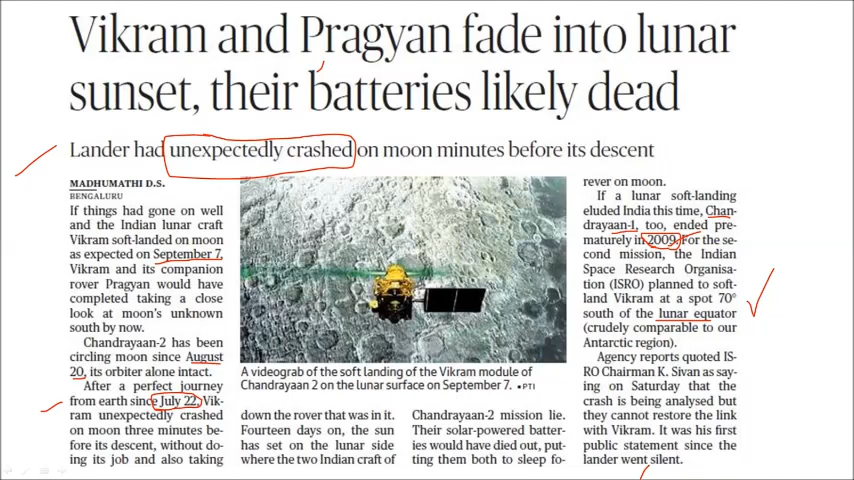 Vikram and Pragyan fade into lunar
sunset, their batteries likely dead
Lander had unexpectedly crashed on moon minutes before its descent
MADHUMATHI D.S.
BENGALURU
If things had gone on well
and the Indian lunar craft
Vikram soft-landed on moon
as expected on September 7,
Vikram and its companion
rover Pragyan would have
completed taking a close
look at moon's unknown
south by now.
Chandrayaan-2 has been
circling moon since August
20, its orbiter alone intact.
After a perfect journey
from earth since July 22, Vik-
ram unexpectedly crashed
on moon three minutes be-
fore its descent, without do-
ing its job and also taking
A videograb of the soft landing of the Vikram module of
Chandrayaan 2 on the lunar surface on September 7. •PTI
down the rover that was in it.
Fourteen days on, the sun
has set on the lunar side
where the two Indian craft of
Chandrayaan-2 mission lie.
Their solar-powered batter-
ies would have died out, put-
ting them both to sleep fo-
rever on moon.
If a lunar soft-landing
eluded India this time, Chan-
drayaan-1, too, ended pre-
maturely in 2009. For the se-
cond mission, the Indian
Space Research Organisa-
tion (ISRO) planned to soft-
land Vikram at a spot 70°
south of the lunar equator
(crudely comparable to our
Antarctic region).
Agency reports quoted IS-
RO Chairman K. Sivan as say-
ing on Saturday that the
crash is being analysed but
they cannot restore the link
with Vikram. It was his first
public statement since the
lander went silent.